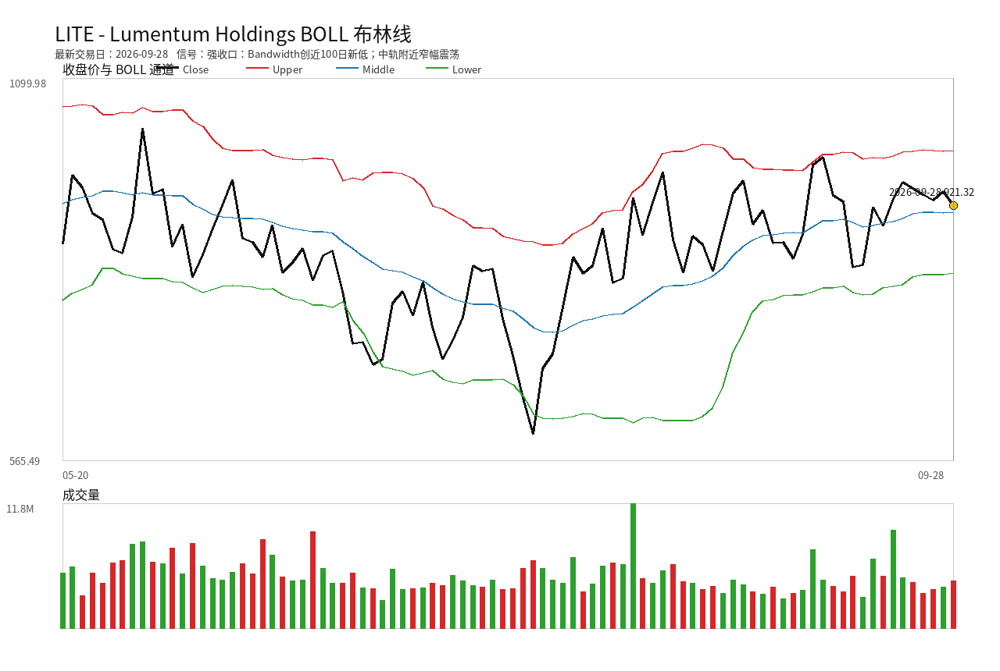 LITE - Lumentum Holdings BOLL 布林线
最新交易日：2026-09-28 信号：强收口：Bandwidth创近100日新低；中轨附近窄幅震荡
收盘价与 BOLL 通道 Close Upper Middle Lower
1099.98
2026-09-28 921.32
565.49
05-20 09-28
成交量
11.8M